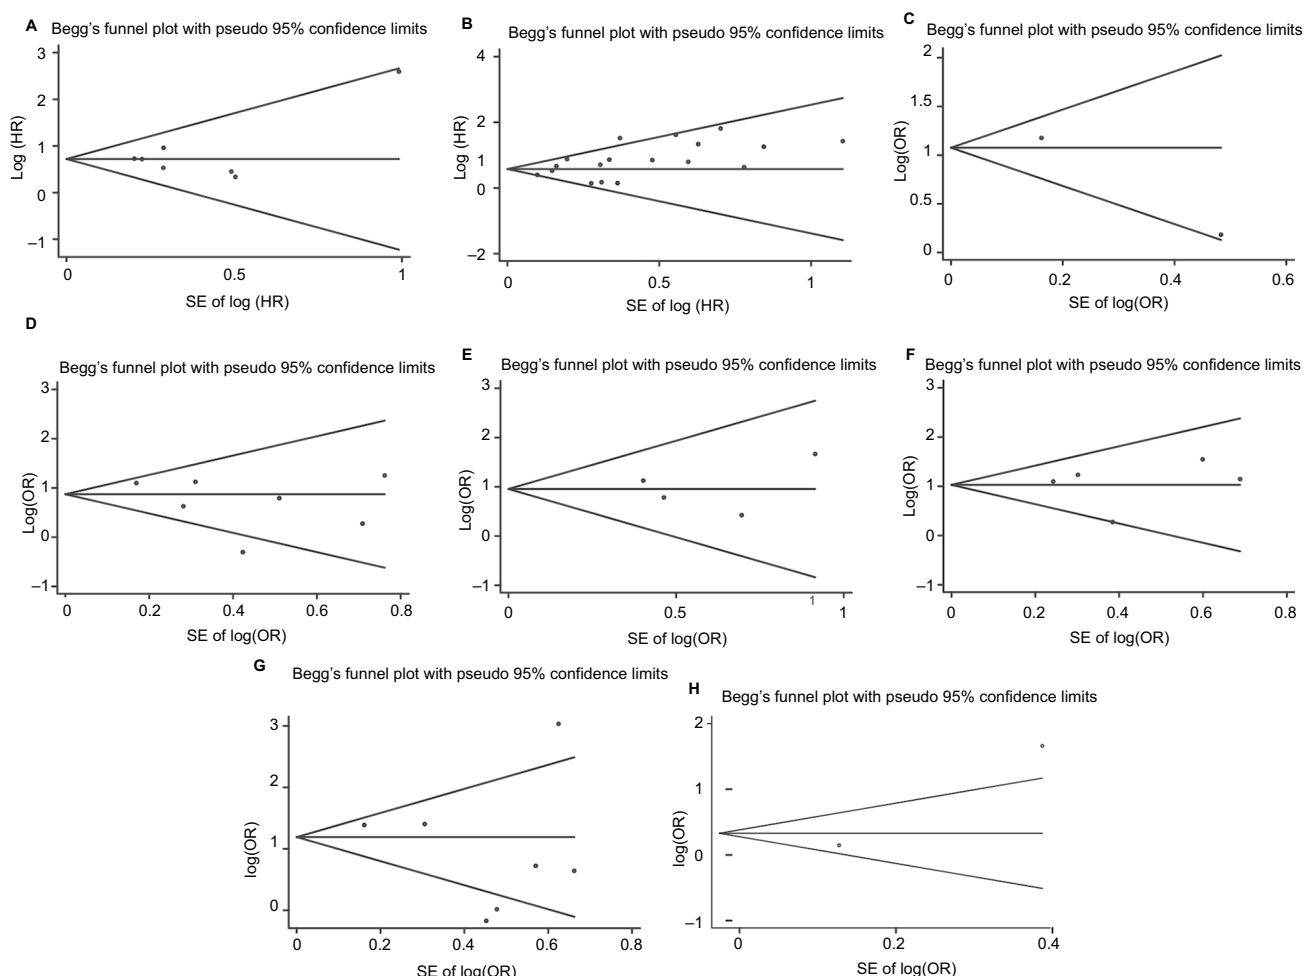 A Begg’s funnel plot with pseudo 95% confidence limits
3
2
1
0
–1
Log (HR)
0 0.5 1
SE of log (HR)
B Begg’s funnel plot with pseudo 95% confidence limits
4
2
0
–2
Log (HR)
0 0.5 1
SE of log (HR)
C Begg’s funnel plot with pseudo 95% confidence limits
2
1.5
1
0.5
0
Log(OR)
0 0.2 0.4 0.6
SE of log(OR)
D
Begg’s funnel plot with pseudo 95% confidence limits
3
2
1
0
–1
Log(OR)
0 0.2 0.4 0.6 0.8
SE of log(OR)
E
Begg’s funnel plot with pseudo 95% confidence limits
3
2
1
0
–1
Log(OR)
0 0.5 1 1
SE of log(OR)
F
Begg’s funnel plot with pseudo 95% confidence limits
3
2
1
0
–1
Log(OR)
0 0.2 0.4 0.6 0.8
SE of log(OR)
G
Begg’s funnel plot with pseudo 95% confidence limits
3
2
1
0
log(OR)
0 0.2 0.4 0.6 0.8
SE of log(OR)
H
Begg’s funnel plot with pseudo 95% confidence limits
2
1
0
–1
log(OR)
0 0.2 0.4
SE of log(OR)